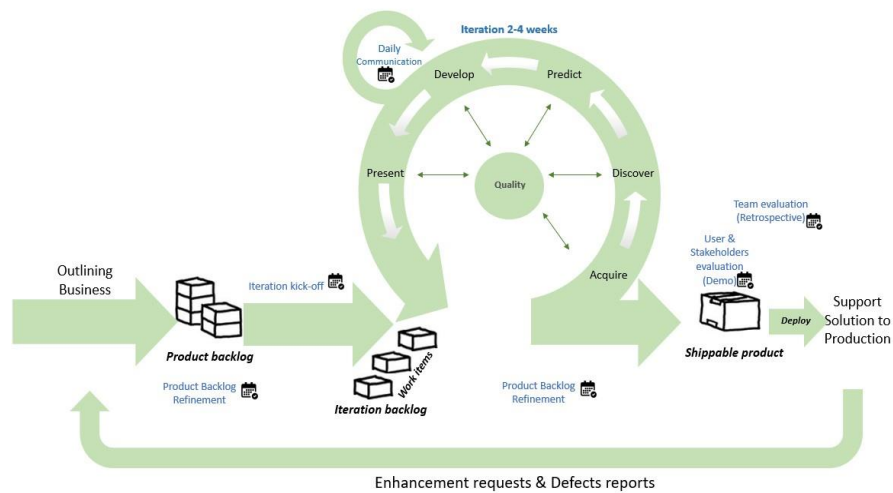 Iteration 2-4 weeks
Daily
Communication
Develop
Predict
Present
Quality
Discover
Acquire
Team evaluation
(Retrospective)
User &
Stakeholders
evaluation
(Demo)
Outlining
Business
Iteration kick-off
Product backlog
Product Backlog
Refinement
Work items
Iteration backlog
Product Backlog
Refinement
Shippable product
Deploy
Support
Solution to
Production
Enhancement requests & Defects reports